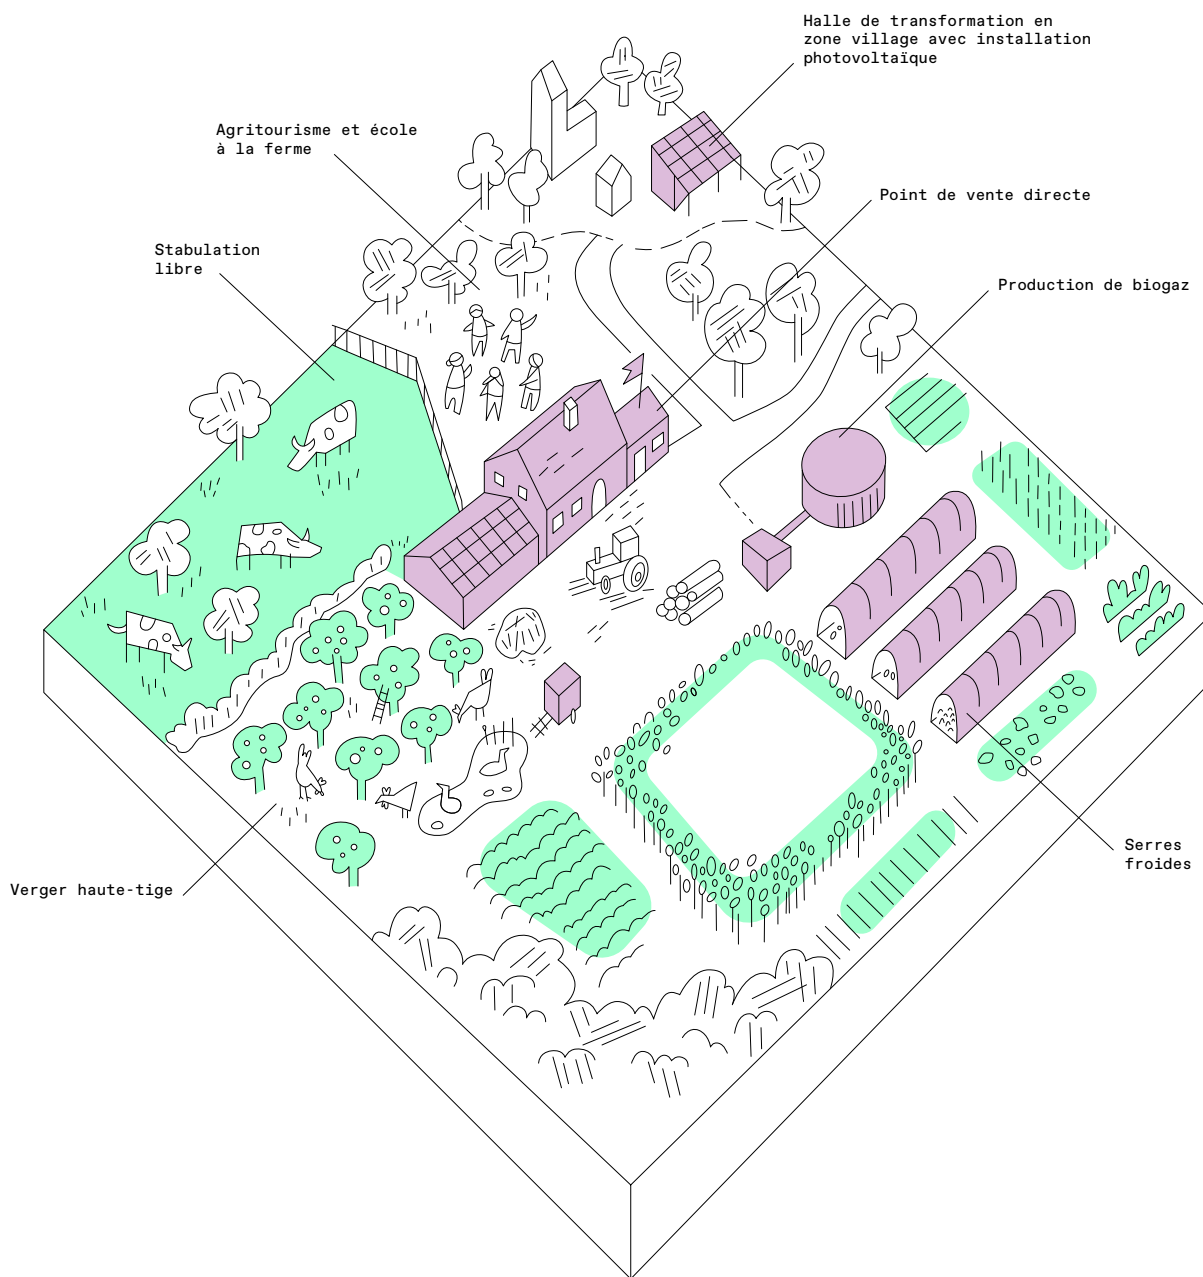 Halle de transformation en
zone village avec installation
photovoltaïque
Agritourisme et école
à la ferme
Point de vente directe
Stabulation
libre
Production de biogaz
Serres
froides
Verger haute-tige